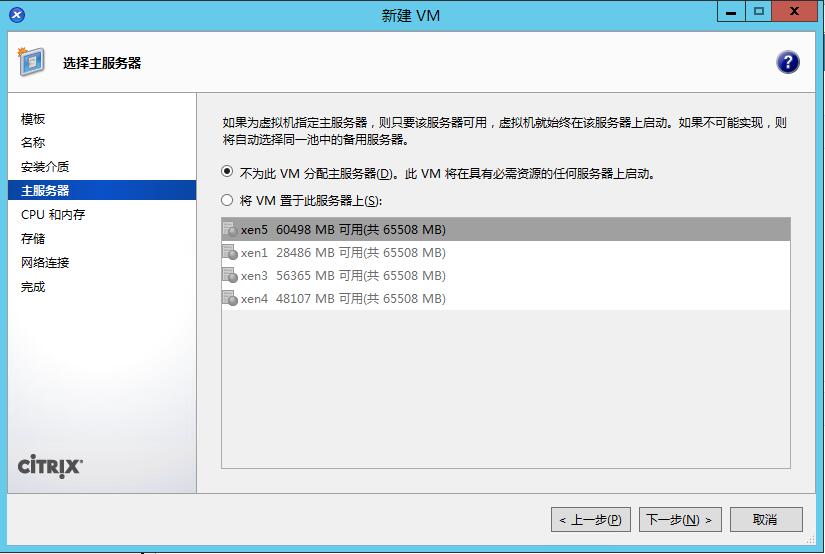 新建 VM
选择主服务器
模板
名称
安装介质
主服务器
CPU 和内存
存储
网络连接
完成
如果为虚拟机指定主服务器，则只要该服务器可用，虚拟机就始终在该服务器上启动。如果不可能实现，则
将自动选择同一池中的备用服务器。
不为此 VM 分配主服务器(D)。此 VM 将在具有必需资源的任何服务器上启动。
将 VM 置于此服务器上(S):
xen5 60498 MB 可用(共 65508 MB)
xen1 28486 MB 可用(共 65508 MB)
xen3 56365 MB 可用(共 65508 MB)
xen4 48107 MB 可用(共 65508 MB)
CITRIX
< 上一步(P)
下一步(N) >
取消